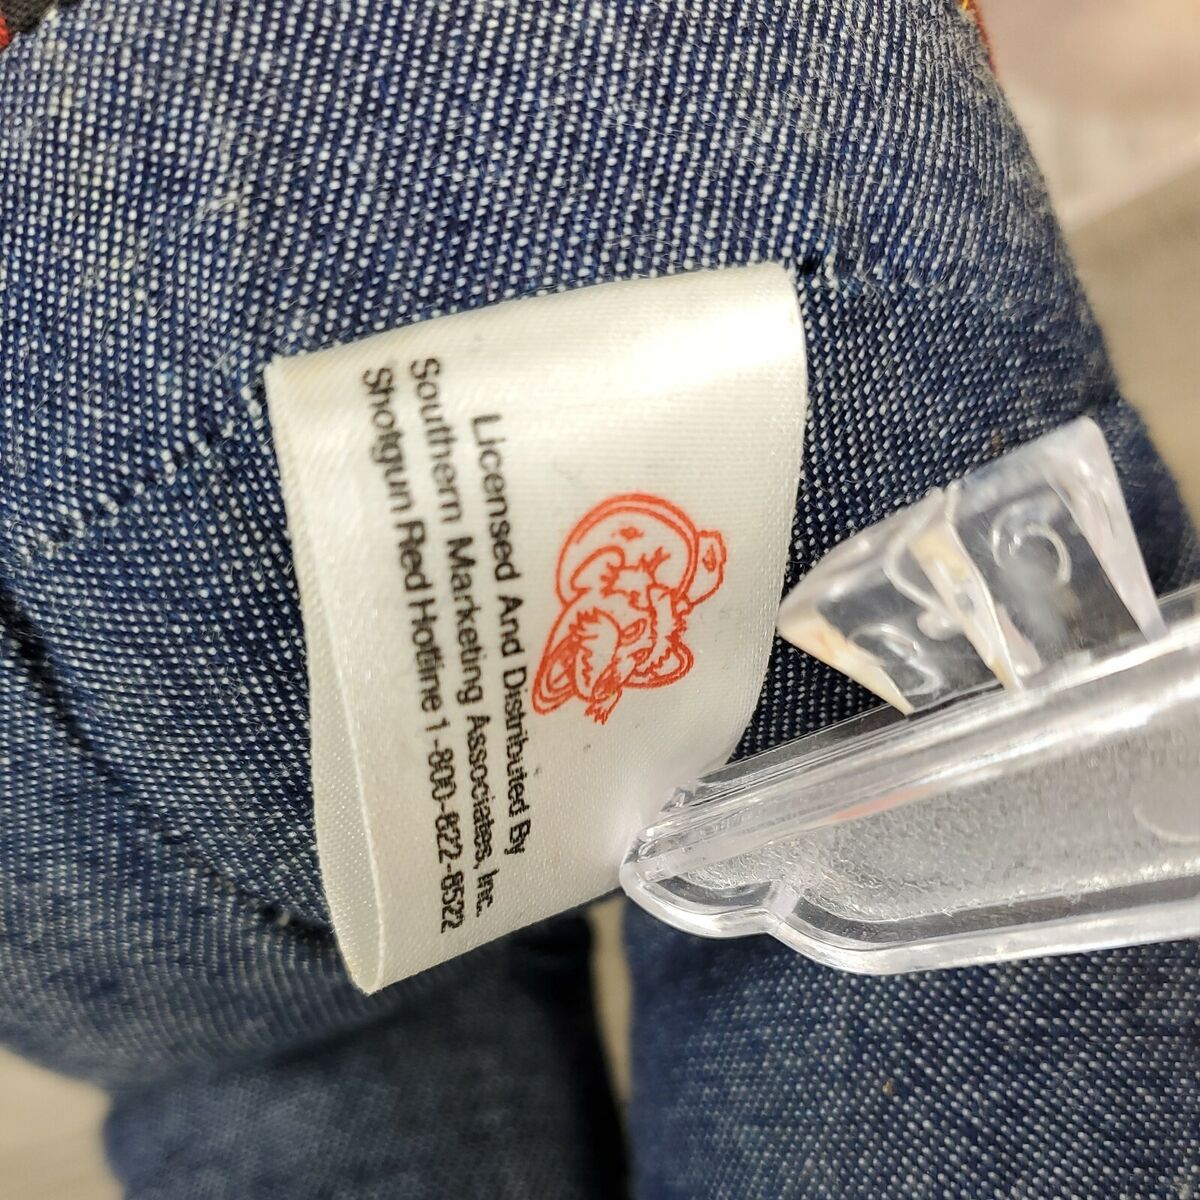 Licensed And Distributed By
Southern Marketing Associates, Inc.
Shotgun Red Hotline 1-800-822-8522